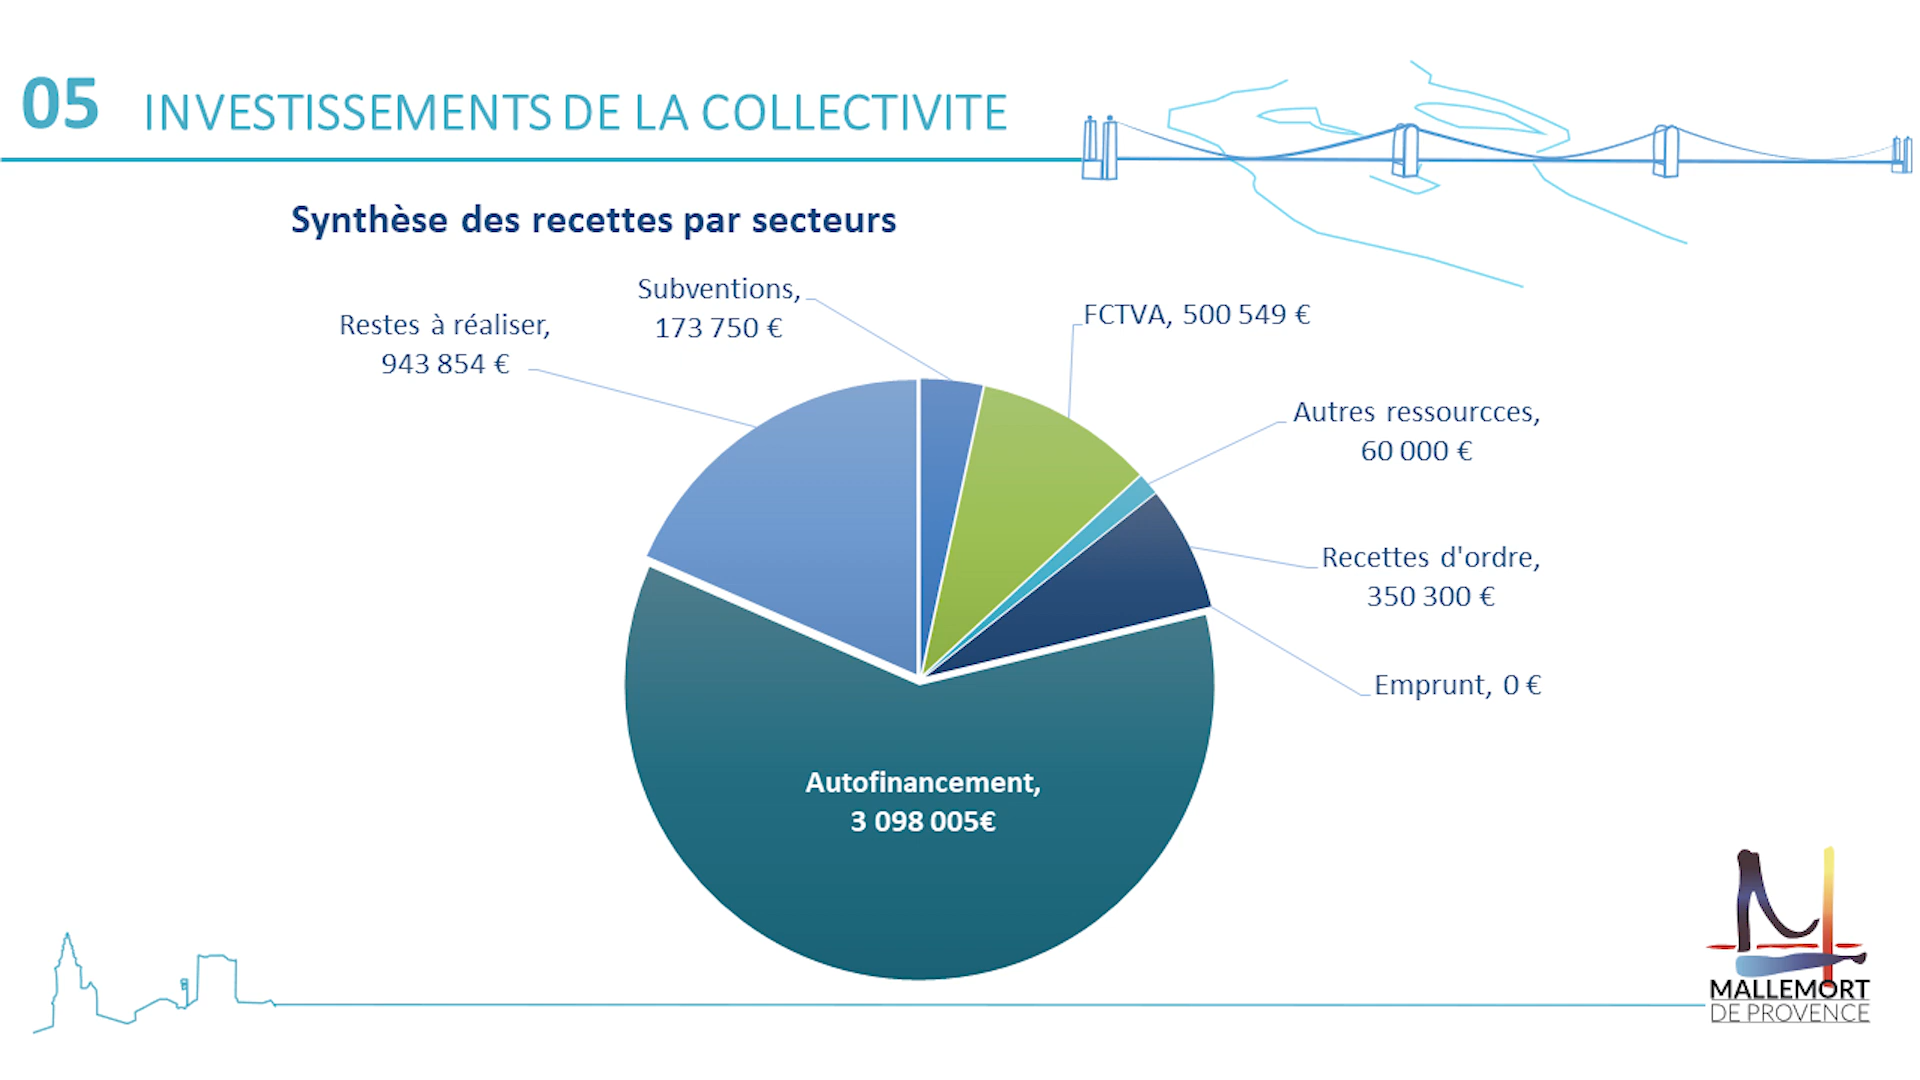 05 INVESTISSEMENTS DE LA COLLECTIVITE
Synthèse des recettes par secteurs
Subventions,
173 750 €
Restes à réaliser,
943 854 €
FCTVA, 500 549 €
Autres ressourcces,
60 000 €
Recettes d'ordre,
350 300 €
Emprunt, 0 €
Autofinancement,
3 098 005€
MALLEMORT
DE PROVENCE